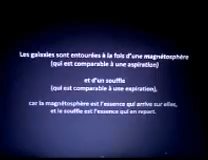 Les galaxies sont entourées à la fois d'une magnétosphère
(qui est comparable à une aspiration)
et d'un souffle
(qui est comparable à une expiration),
car la magnétosphère est l'essence qui arrive sur elles,
et le souffle est l'essence qui en repart.